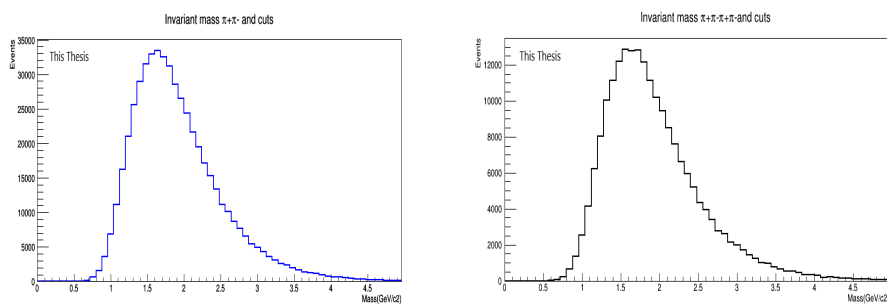 Invariant mass π+π- and cuts
Events
This Thesis
35000
30000
25000
20000
15000
10000
5000
0
0 0.5 1 1.5 2 2.5 3 3.5 4 4.5
Mass(GeV/c2)
Invariant mass π+π-π+π-and cuts
Events
This Thesis
12000
10000
8000
6000
4000
2000
0
0 0.5 1 1.5 2 2.5 3 3.5 4 4.5
Mass(GeV/c2)